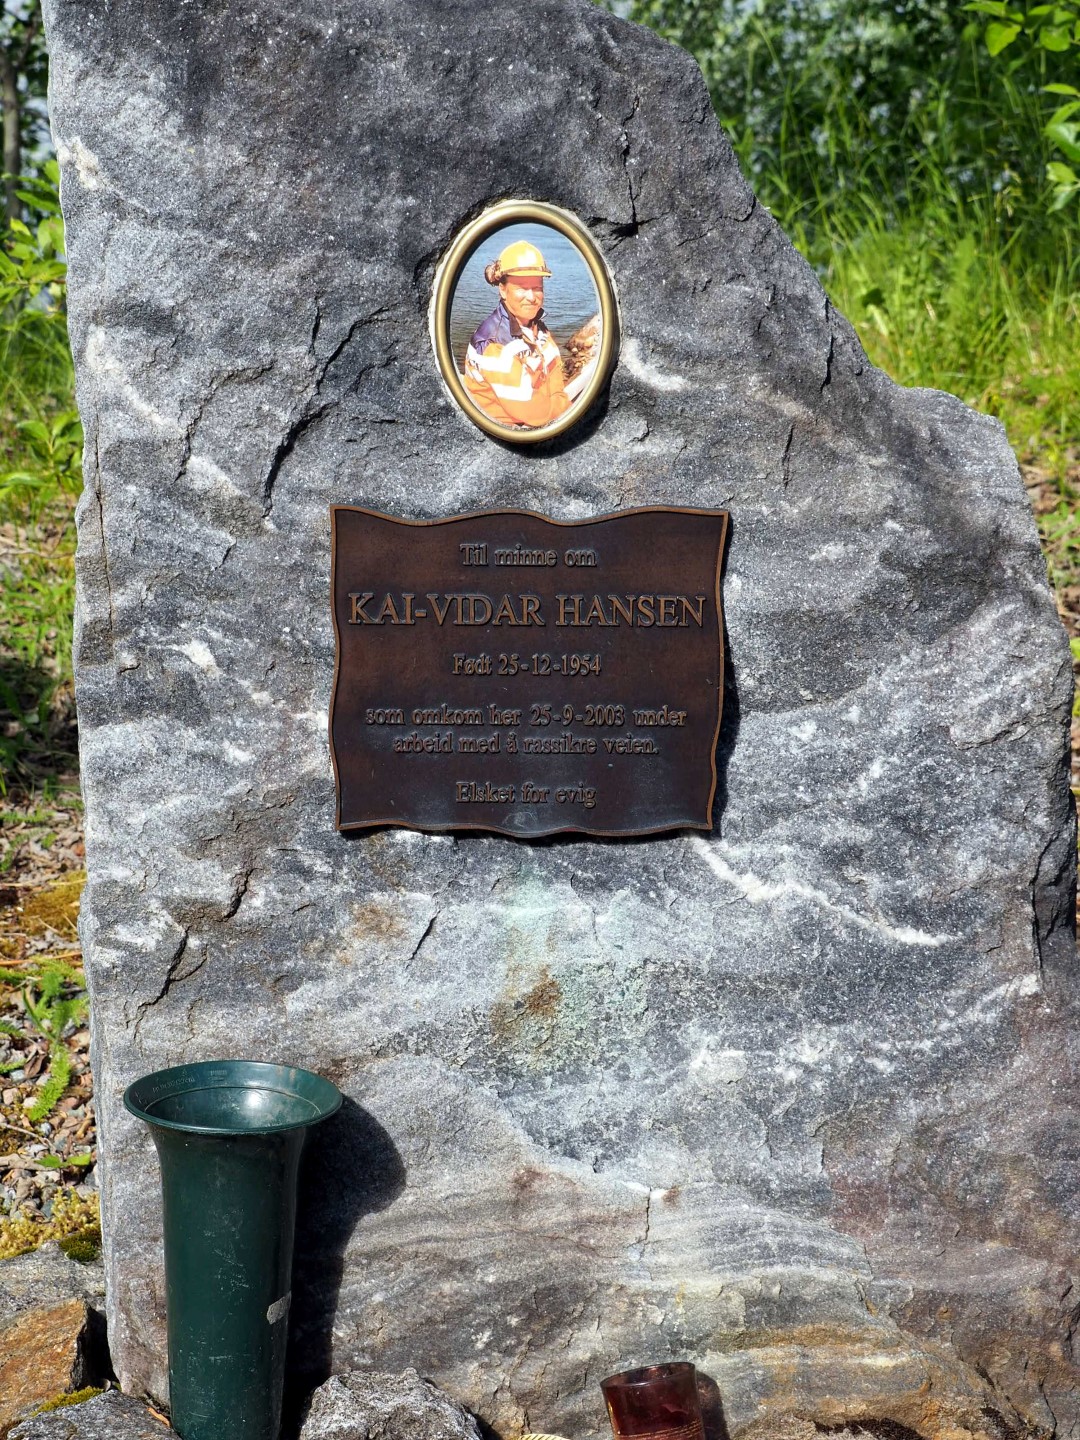 Til minne om
KAI-VIDAR HANSEN
Født 25-12-1954
som omkom her 25-9-2003 under
arbeid med å rassikre veien.
Elsket for evig